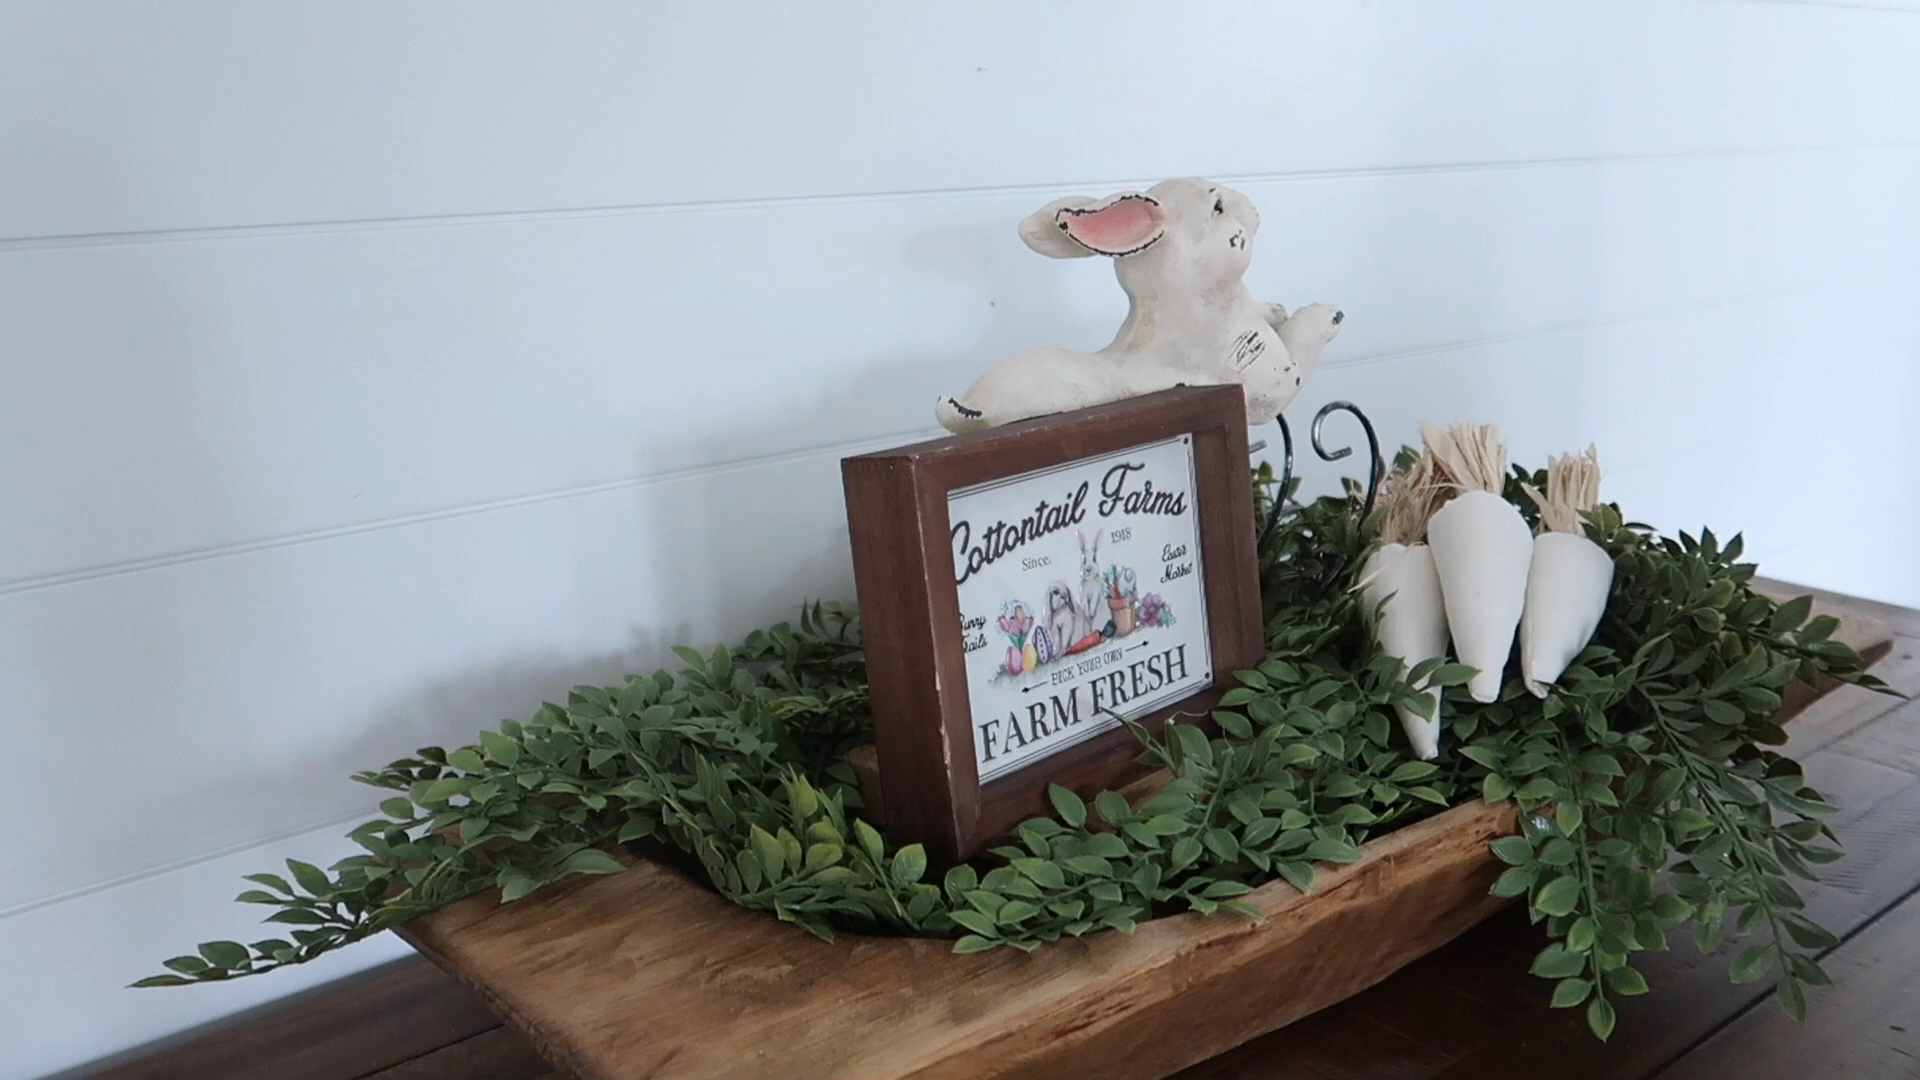 Cottontail Farms
Since. 1918
Easter
Market
Bunny
Trails
PICK YOUR OWN
FARM FRESH